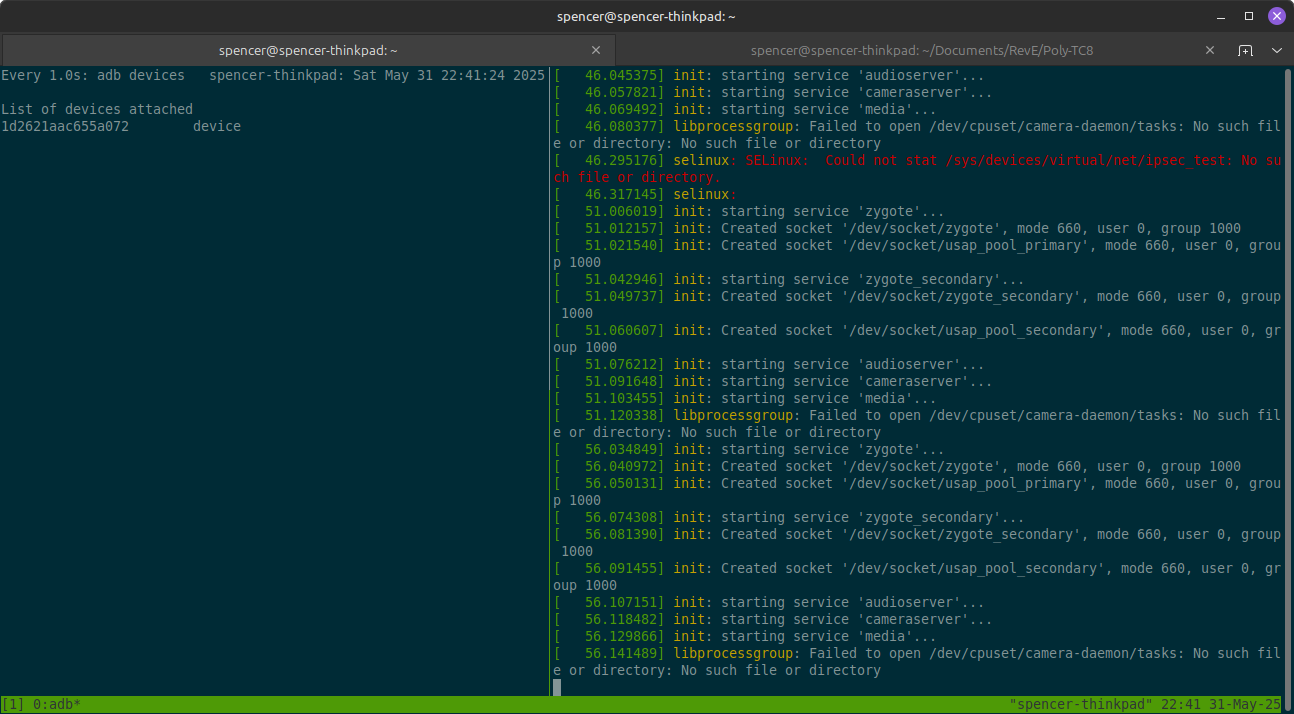 spencer@spencer-thinkpad: ~
spencer@spencer-thinkpad: ~
spencer@spencer-thinkpad: ~/Documents/RevE/Poly-TC8
Every 1.0s: adb devices   spencer-thinkpad: Sat May 31 22:41:24 2025
List of devices attached
1d2621aac655a072        device
[   46.045375] init: starting service 'audioserver'...
[   46.057821] init: starting service 'cameraserver'...
[   46.069492] init: starting service 'media'...
[   46.080377] libprocessgroup: Failed to open /dev/cpuset/camera-daemon/tasks: No such fil
e or directory: No such file or directory
[   46.295176] selinux: SELinux:  Could not stat /sys/devices/virtual/net/ipsec_test: No su
ch file or directory.
[   46.317145] selinux:
[   51.006019] init: starting service 'zygote'...
[   51.012157] init: Created socket '/dev/socket/zygote', mode 660, user 0, group 1000
[   51.021540] init: Created socket '/dev/socket/usap_pool_primary', mode 660, user 0, grou
p 1000
[   51.042946] init: starting service 'zygote_secondary'...
[   51.049737] init: Created socket '/dev/socket/zygote_secondary', mode 660, user 0, group
 1000
[   51.060607] init: Created socket '/dev/socket/usap_pool_secondary', mode 660, user 0, gr
oup 1000
[   51.076212] init: starting service 'audioserver'...
[   51.091648] init: starting service 'cameraserver'...
[   51.103455] init: starting service 'media'...
[   51.120338] libprocessgroup: Failed to open /dev/cpuset/camera-daemon/tasks: No such fil
e or directory: No such file or directory
[   56.034849] init: starting service 'zygote'...
[   56.040972] init: Created socket '/dev/socket/zygote', mode 660, user 0, group 1000
[   56.050131] init: Created socket '/dev/socket/usap_pool_primary', mode 660, user 0, grou
p 1000
[   56.074308] init: starting service 'zygote_secondary'...
[   56.081390] init: Created socket '/dev/socket/zygote_secondary', mode 660, user 0, group
 1000
[   56.091455] init: Created socket '/dev/socket/usap_pool_secondary', mode 660, user 0, gr
oup 1000
[   56.107151] init: starting service 'audioserver'...
[   56.118482] init: starting service 'cameraserver'...
[   56.129866] init: starting service 'media'...
[   56.141489] libprocessgroup: Failed to open /dev/cpuset/camera-daemon/tasks: No such fil
e or directory: No such file or directory
[1] 0:adb*
"spencer-thinkpad" 22:41 31-May-25